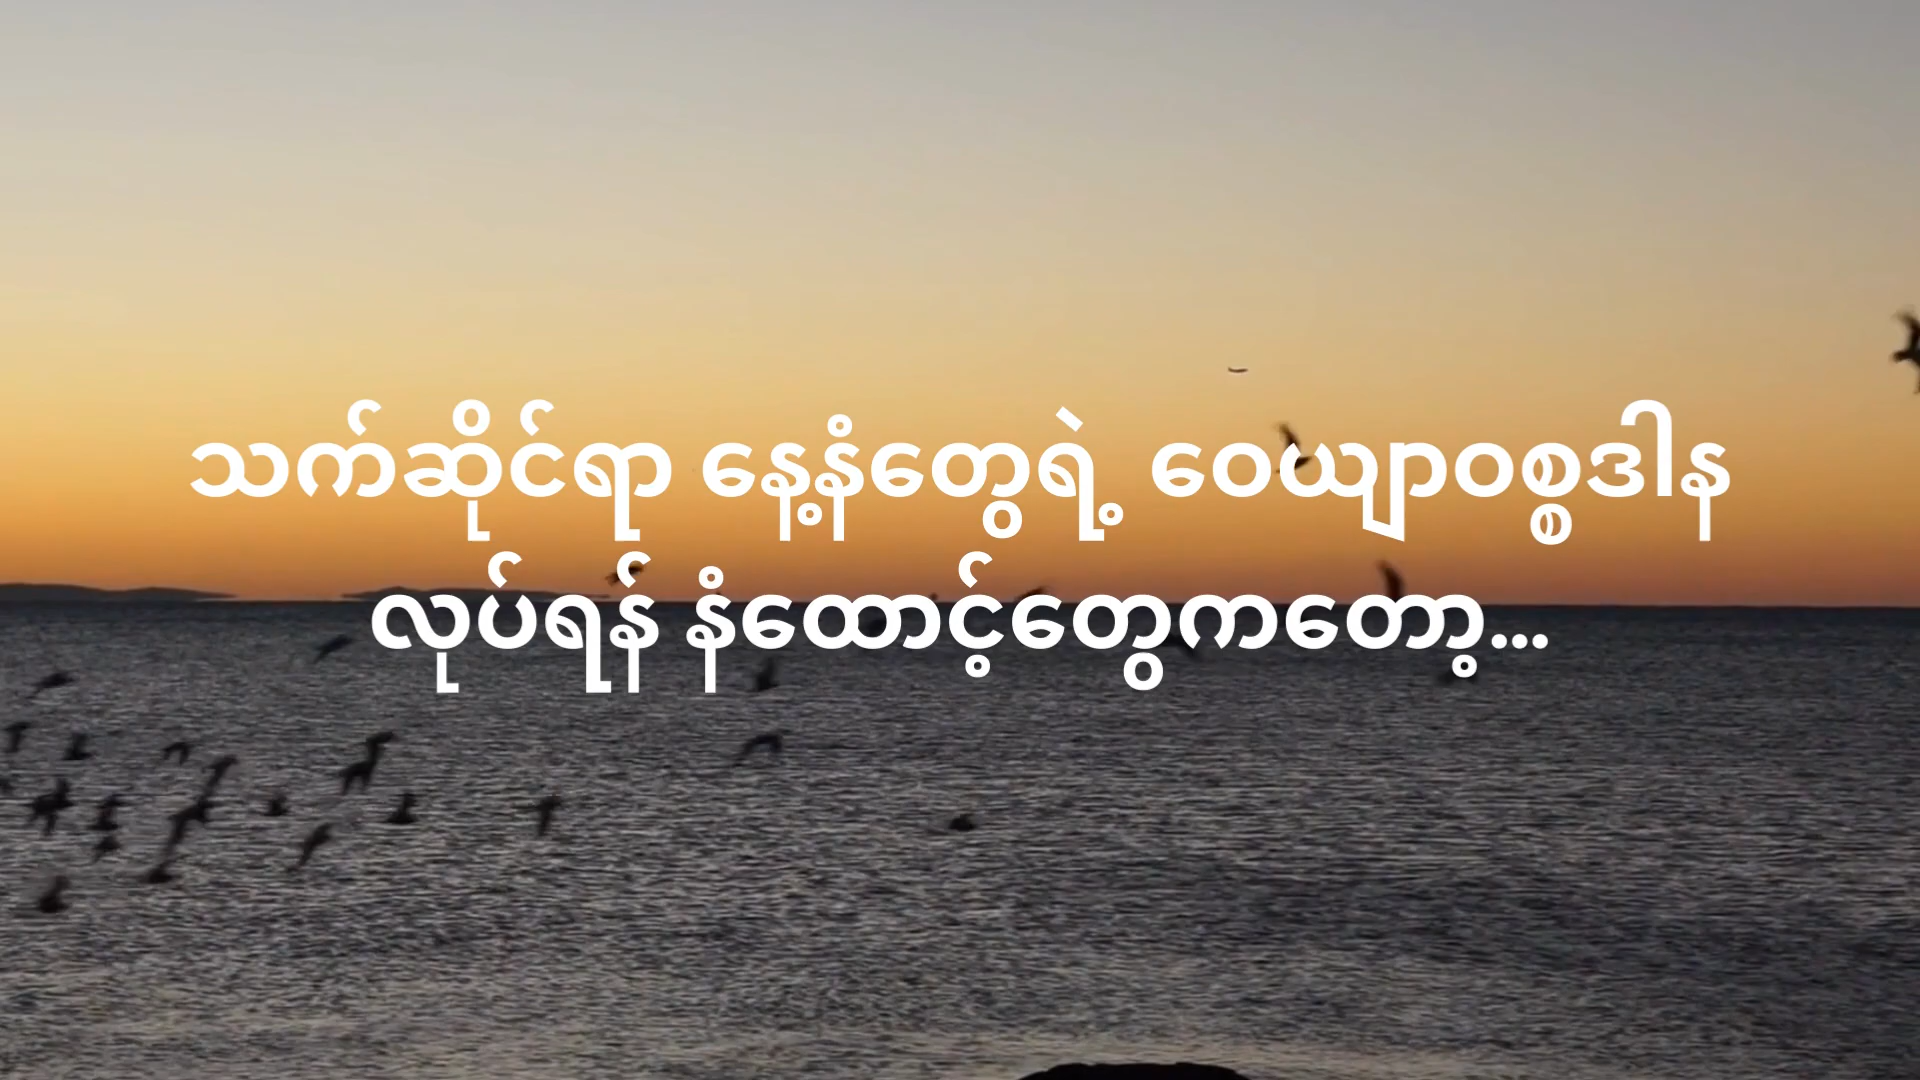 သက်ဆိုင်ရာ နေ့နံတွေရဲ့ ဝေယျာဝစ္စဒါန
လုပ်ရန် နံထောင့်တွေကတော့...